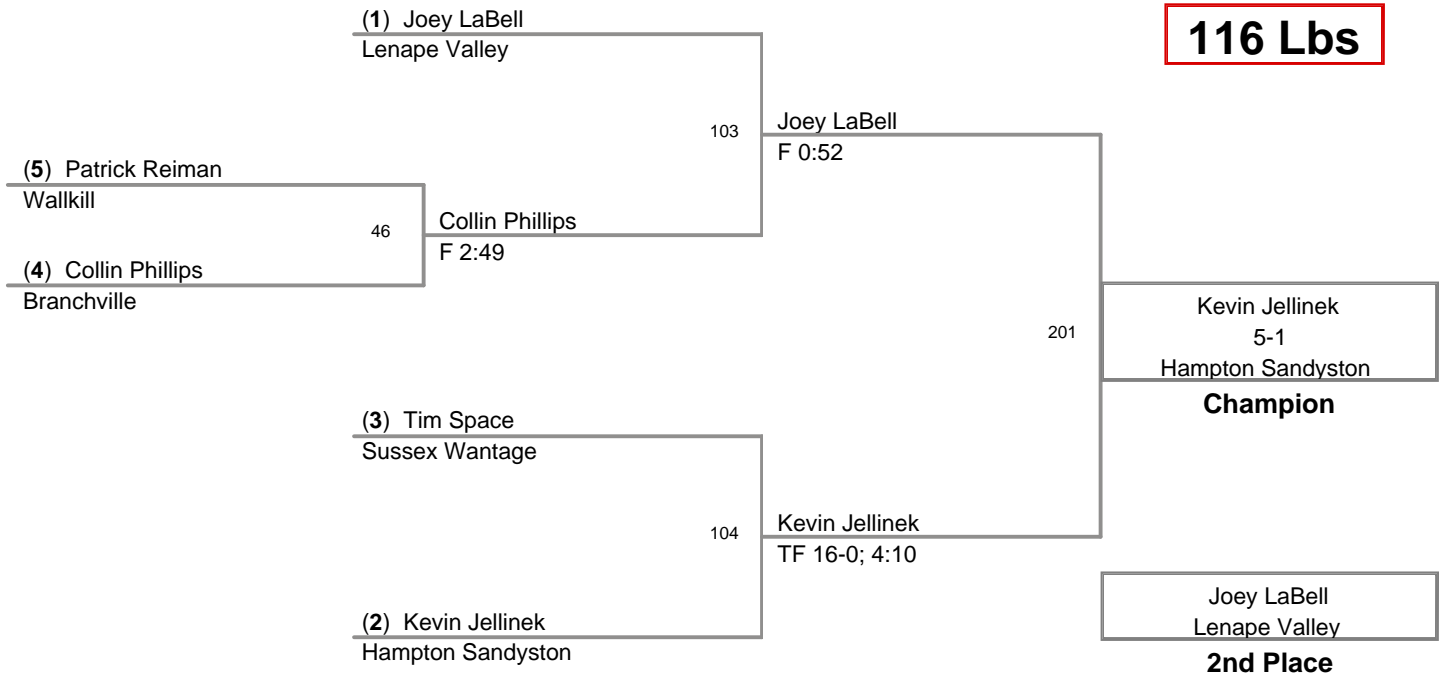 116 Lbs
(1) Joey LaBell
Lenape Valley
103
Joey LaBell
F 0:52
(5) Patrick Reiman
Wallkill
46
Collin Phillips
F 2:49
(4) Collin Phillips
Branchville
201
Kevin Jellinek
5-1
Hampton Sandyston
Champion
(3) Tim Space
Sussex Wantage
104
Kevin Jellinek
TF 16-0; 4:10
(2) Kevin Jellinek
Hampton Sandyston
Joey LaBell
Lenape Valley
2nd Place